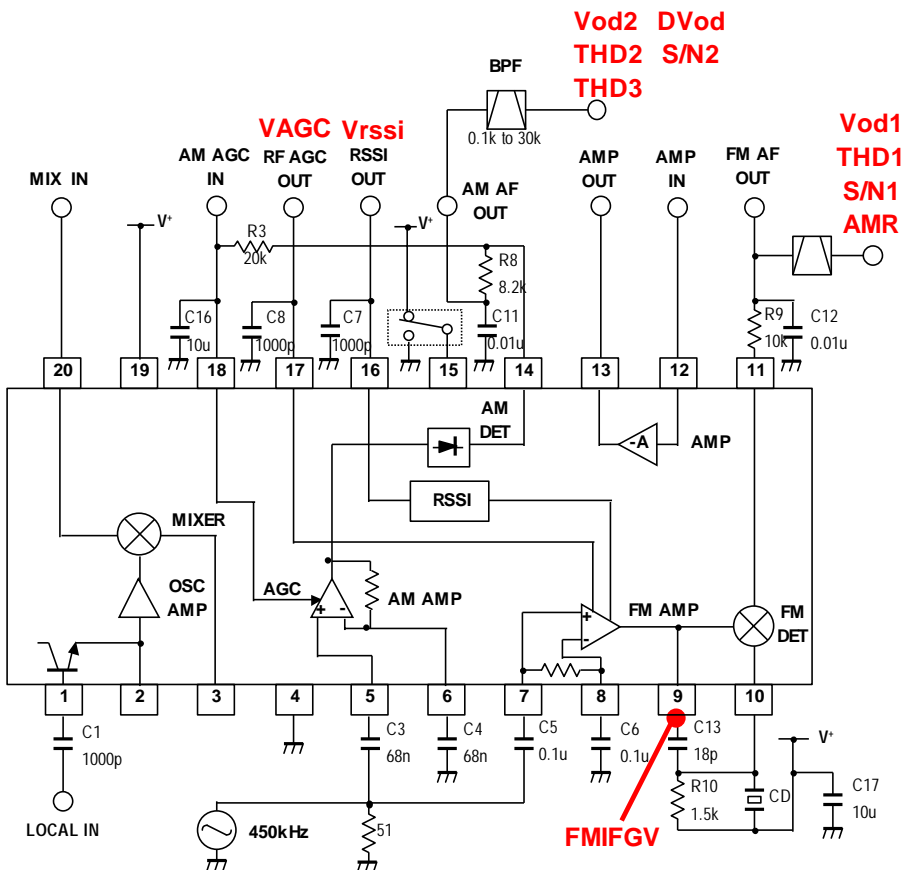 Vod2 DVod
THD2 S/N2
THD3
BPF
0.1k to 30k
VAGC Vrssi
Vod1
THD1
S/N1
AMR
MIX IN
AM AGC
IN
RF AGC
OUT
RSSI
OUT
AM AF
OUT
AMP
OUT
AMP
IN
FM AF
OUT
V+
R3
20k
V+
R8
8.2k
C16
10u
C8
1000p
C7
1000p
C11
0.01u
R9
10k
C12
0.01u
20 19 18 17 16 15 14 13 12 11
AM
DET
-A
AMP
RSSI
MIXER
OSC
AMP
AGC
+ -
AM AMP
+
-
FM AMP
FM
DET
1 2 3 4 5 6 7 8 9 10
C1
1000p
C3
68n
C4
68n
C5
0.1u
C6
0.1u
C13
18p
V+
R10
1.5k
CD
C17
10u
LOCAL IN
450kHz
51
FMIFGV